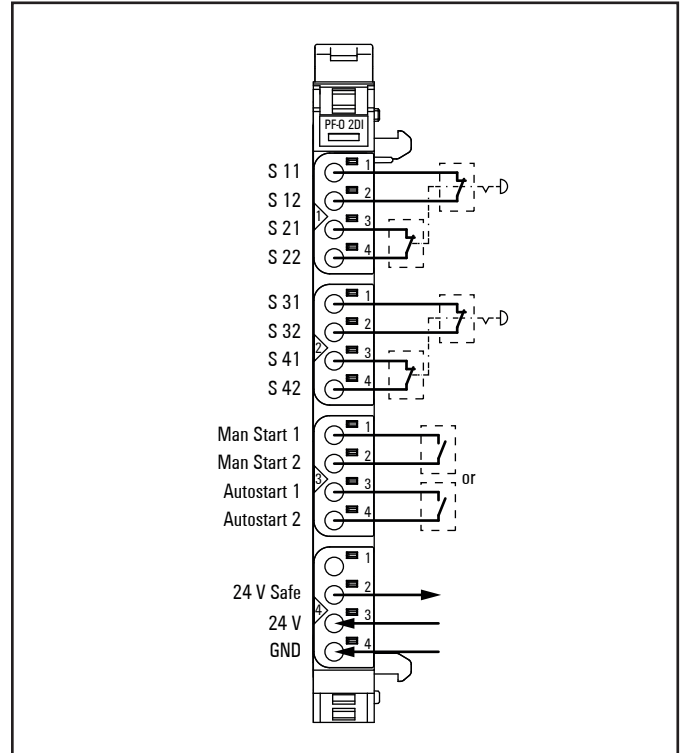 PF-O 2DI
S 11 1
S 12 2
1
S 21 3
S 22 4
S 31 1
S 32 2
2
S 41 3
S 42 4
Man Start 1 1
Man Start 2 2
3 or
Autostart 1 3
Autostart 2 4
1
24 V Safe 2
4
24 V 3
GND 4